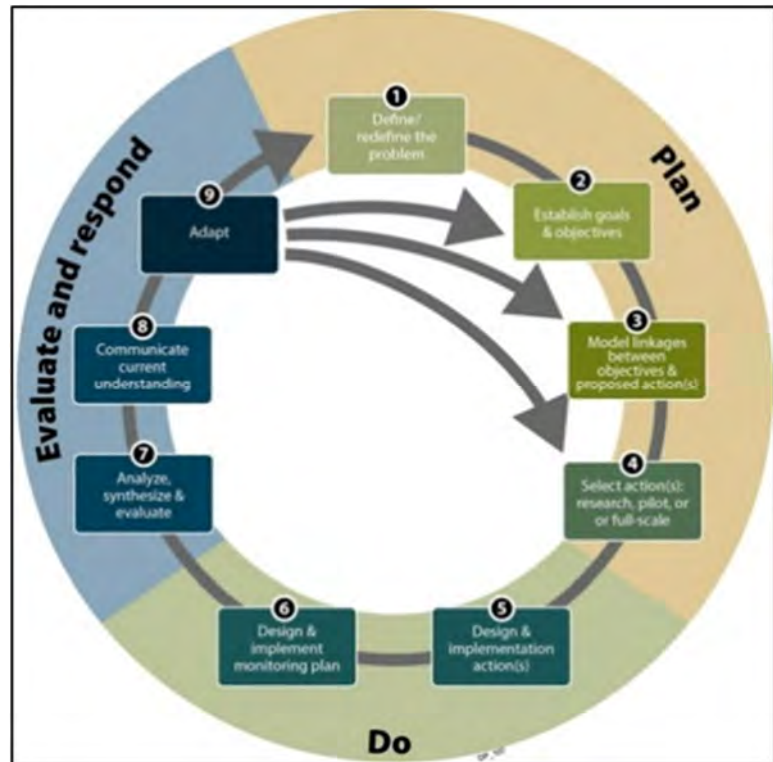 Evaluate and respond
Plan
Do
1
Define/
redefine the
problem
2
Establish goals
& objectives
3
Model linkages
between
objectives &
proposed action(s)
4
Select action(s):
research, pilot, or
or full-scale
5
Design &
implementation
action(s)
6
Design &
implement
monitoring plan
7
Analyze,
synthesize &
evaluate
8
Communicate
current
understanding
9
Adapt